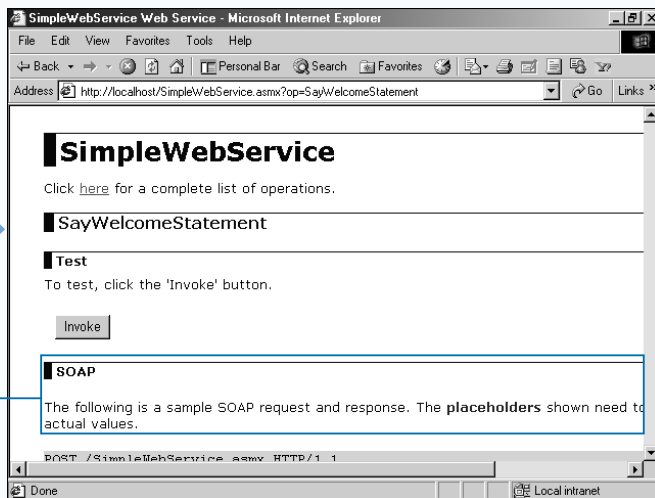 SimpleWebService Web Service - Microsoft Internet Explorer
File Edit View Favorites Tools Help
Back Personal Bar Search Favorites
Address http://localhost/SimpleWebService.asmx?op=SayWelcomeStatement Go Links »
SimpleWebService
Click here for a complete list of operations.
SayWelcomeStatement
Test
To test, click the 'Invoke' button.
Invoke
SOAP
The following is a sample SOAP request and response. The placeholders shown need to
actual values.
POST /SimpleWebService.asmx HTTP/1.1
Done Local intranet